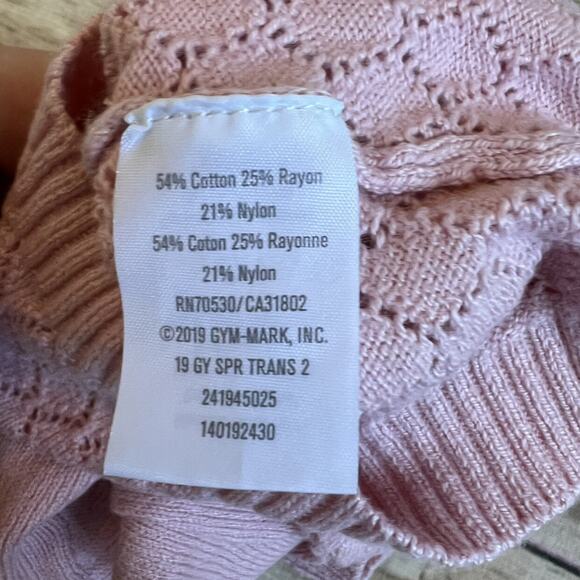 54% Cotton 25% Rayon
21% Nylon
54% Coton 25% Rayonne
21% Nylon
RN70530/CA31802
©2019 GYM-MARK, INC.
19 GY SPR TRANS 2
241945025
140192430